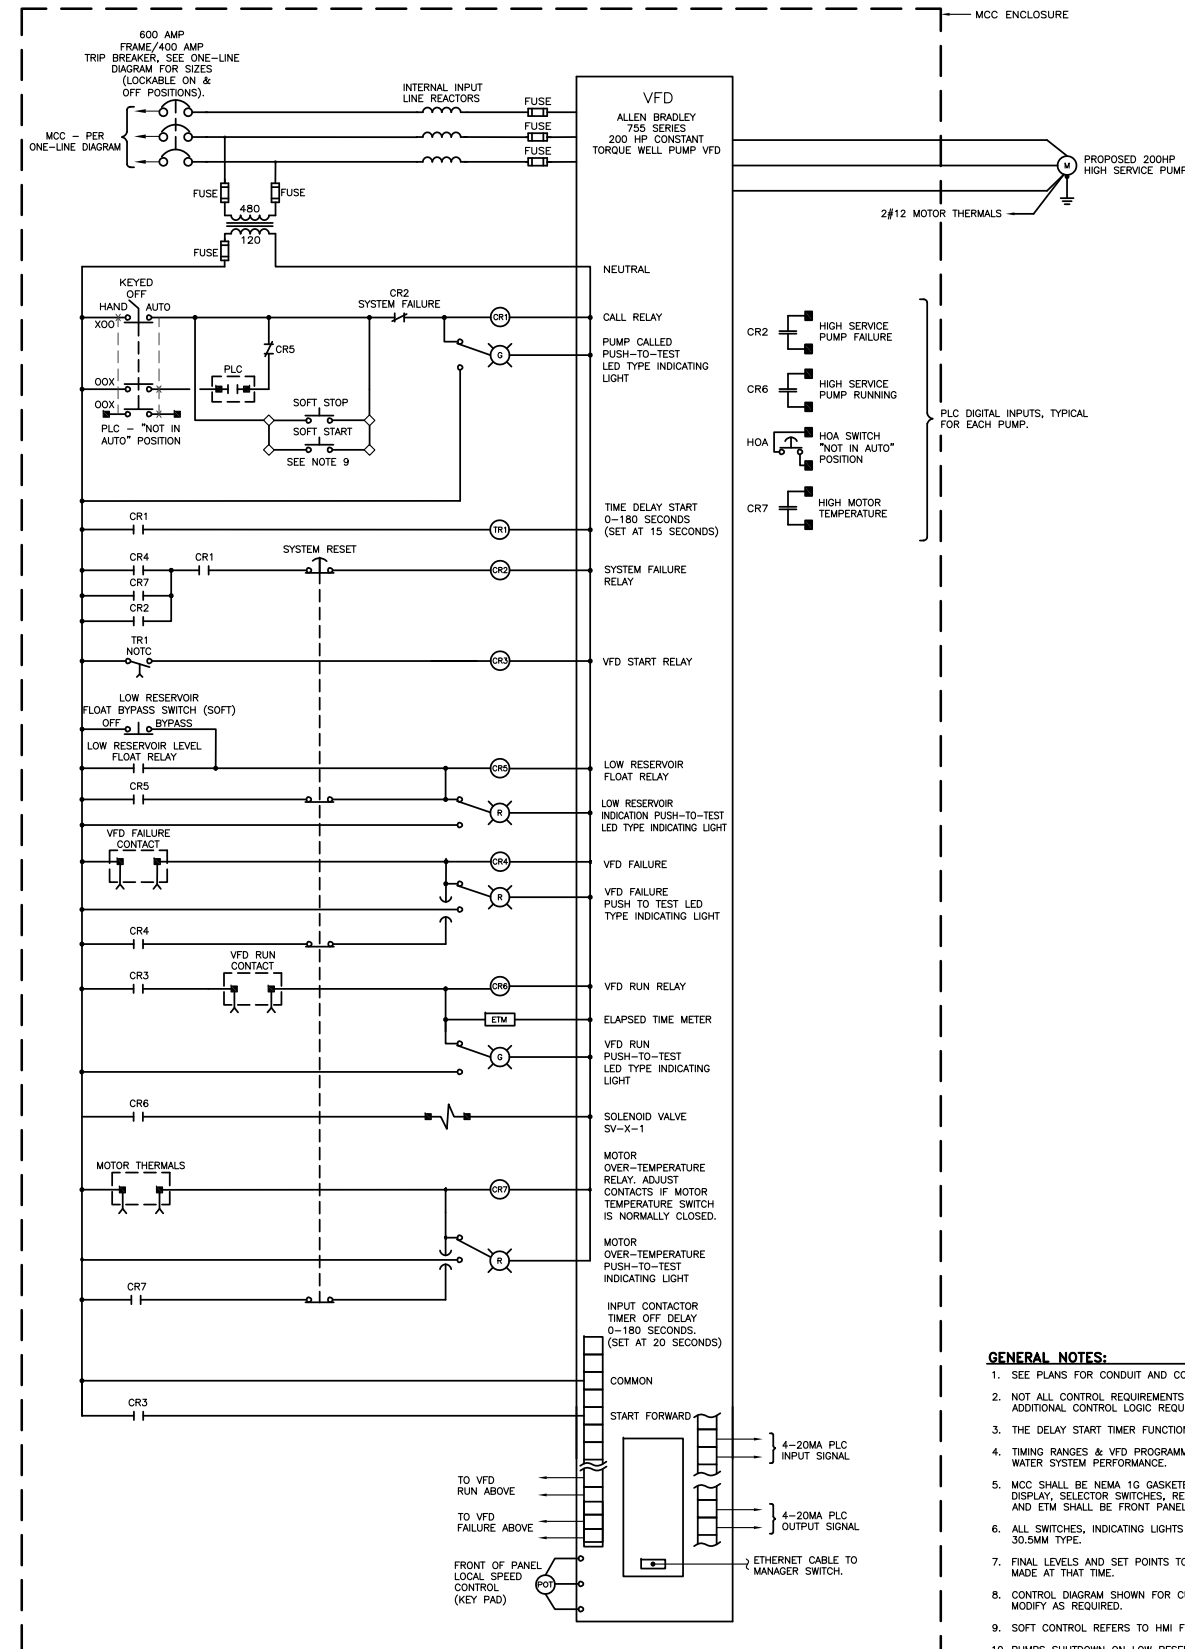 MCC ENCLOSURE
600 AMP
FRAME/400 AMP
TRIP BREAKER, SEE ONE-LINE
DIAGRAM FOR SIZES
(LOCKABLE ON &
OFF POSITIONS).
MCC - PER
ONE-LINE DIAGRAM
INTERNAL INPUT
LINE REACTORS
FUSE
FUSE
FUSE
VFD
ALLEN BRADLEY
755 SERIES
200 HP CONSTANT
TORQUE WELL PUMP VFD
M
PROPOSED 200HP
HIGH SERVICE PUMP
2#12 MOTOR THERMALS
FUSE
FUSE
480
120
FUSE
NEUTRAL
KEYED
OFF
HAND
AUTO
XOO
CR2
SYSTEM FAILURE
CR1
CALL RELAY
CR5
G
PUMP CALLED
PUSH-TO-TEST
LED TYPE INDICATING
LIGHT
PLC
OOX
OOX
PLC - "NOT IN
AUTO" POSITION
SOFT STOP
SOFT START
SEE NOTE 9
CR2
HIGH SERVICE
PUMP FAILURE
CR6
HIGH SERVICE
PUMP RUNNING
HOA
HOA SWITCH
"NOT IN AUTO"
POSITION
CR7
HIGH MOTOR
TEMPERATURE
PLC DIGITAL INPUTS, TYPICAL
FOR EACH PUMP.
CR1
TR1
TIME DELAY START
0-180 SECONDS
(SET AT 15 SECONDS)
CR4
CR1
SYSTEM RESET
CR2
SYSTEM FAILURE
RELAY
CR7
CR2
TR1
NOTC
CR3
VFD START RELAY
LOW RESERVOIR
FLOAT BYPASS SWITCH (SOFT)
OFF
BYPASS
LOW RESERVOIR LEVEL
FLOAT RELAY
CR5
LOW RESERVOIR
FLOAT RELAY
CR5
R
LOW RESERVOIR
INDICATION PUSH-TO-TEST
LED TYPE INDICATING LIGHT
VFD FAILURE
CONTACT
CR4
VFD FAILURE
R
VFD FAILURE
PUSH TO TEST LED
TYPE INDICATING LIGHT
CR4
CR3
VFD RUN
CONTACT
CR6
VFD RUN RELAY
ETM
ELAPSED TIME METER
G
VFD RUN
PUSH-TO-TEST
LED TYPE INDICATING
LIGHT
CR6
SOLENOID VALVE
SV-X-1
MOTOR THERMALS
CR7
MOTOR
OVER-TEMPERATURE
RELAY. ADJUST
CONTACTS IF MOTOR
TEMPERATURE SWITCH
IS NORMALLY CLOSED.
R
MOTOR
OVER-TEMPERATURE
PUSH-TO-TEST
INDICATING LIGHT
CR7
INPUT CONTACTOR
TIMER OFF DELAY
0-180 SECONDS.
(SET AT 20 SECONDS)
COMMON
CR3
START FORWARD
4-20MA PLC
INPUT SIGNAL
TO VFD
RUN ABOVE
TO VFD
FAILURE ABOVE
4-20MA PLC
OUTPUT SIGNAL
FRONT OF PANEL
LOCAL SPEED
CONTROL
(KEY PAD)
POT
ETHERNET CABLE TO
MANAGER SWITCH.
GENERAL NOTES:
1. SEE PLANS FOR CONDUIT AND
2. NOT ALL CONTROL REQUIREMENTS
ADDITIONAL CONTROL LOGIC
3. THE DELAY START TIMER
4. TIMING RANGES & VFD
WATER SYSTEM PERFORMANCE.
5. MCC SHALL BE NEMA 1G
DISPLAY, SELECTOR SWITCHES,
AND ETM SHALL BE FRONT
6. ALL SWITCHES, INDICATING LIGHTS
30.5MM TYPE.
7. FINAL LEVELS AND SET POINTS
MADE AT THAT TIME.
8. CONTROL DIAGRAM SHOWN FOR
MODIFY AS REQUIRED.
9. SOFT CONTROL REFERS TO HMI
10. PUMPS SHUTDOWN ON LOW